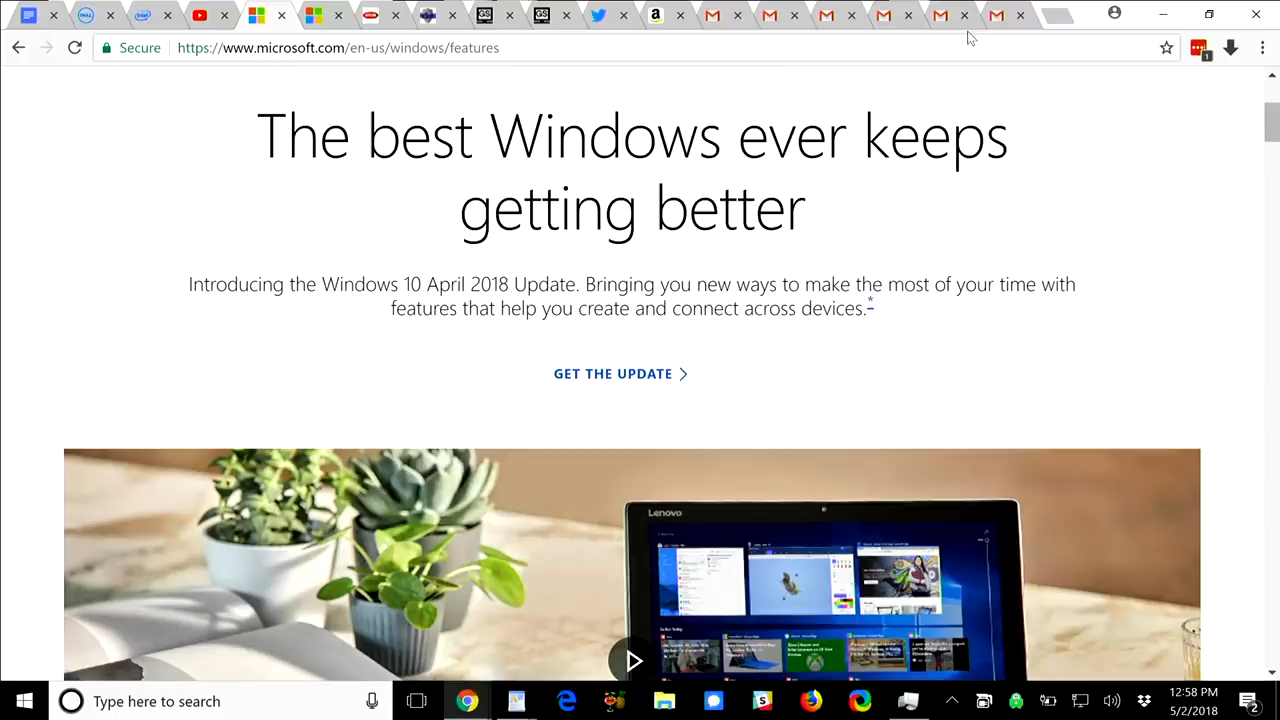 Secure
https://www.microsoft.com/en-us/windows/features
1
The best Windows ever keeps
getting better
Introducing the Windows 10 April 2018 Update. Bringing you new ways to make the most of your time with
features that help you create and connect across devices.*
GET THE UPDATE
Lenovo
Type here to search
12:58 PM
5/2/2018
2